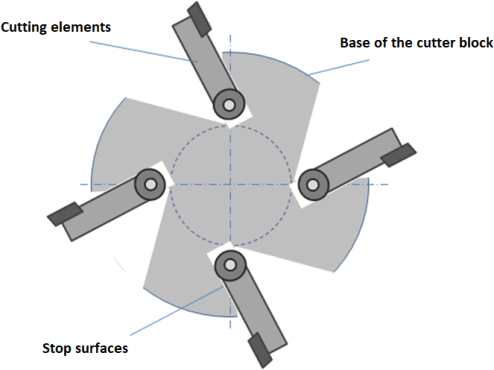 Cutting elements
Base of the cutter block
Stop surfaces